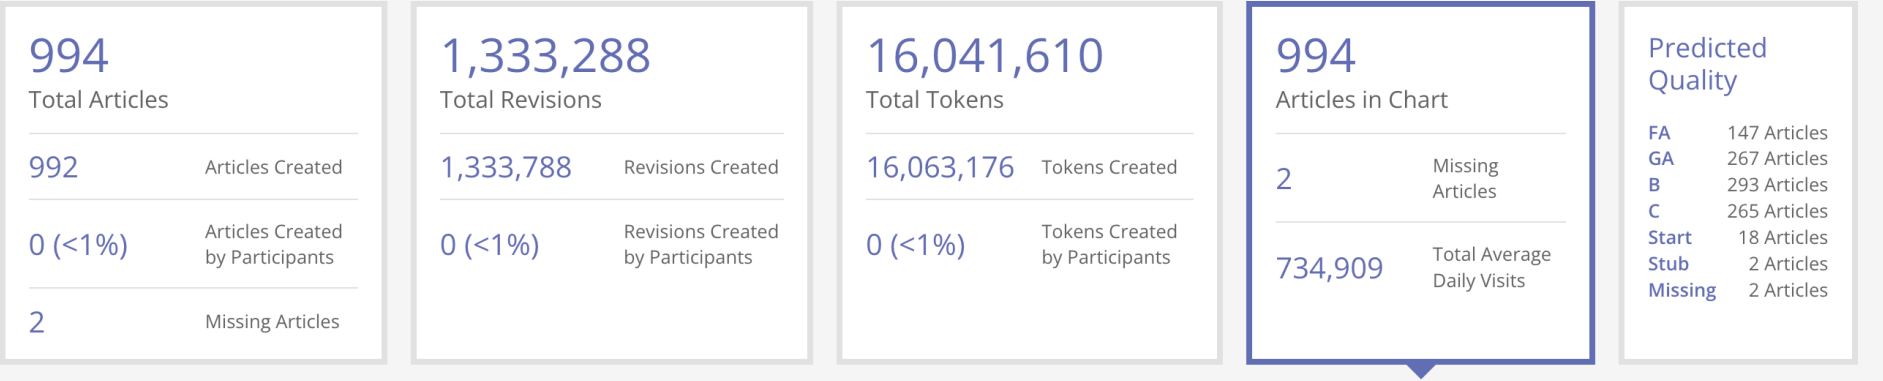 994
Total Articles
992 Articles Created
0 (<1%) Articles Created
by Participants
2 Missing Articles
1,333,288
Total Revisions
1,333,788 Revisions Created
0 (<1%) Revisions Created
by Participants
16,041,610
Total Tokens
16,063,176 Tokens Created
0 (<1%) Tokens Created
by Participants
994
Articles in Chart
2 Missing
Articles
734,909 Total Average
Daily Visits
Predicted
Quality
FA 147 Articles
GA 267 Articles
B 293 Articles
C 265 Articles
Start 18 Articles
Stub 2 Articles
Missing 2 Articles